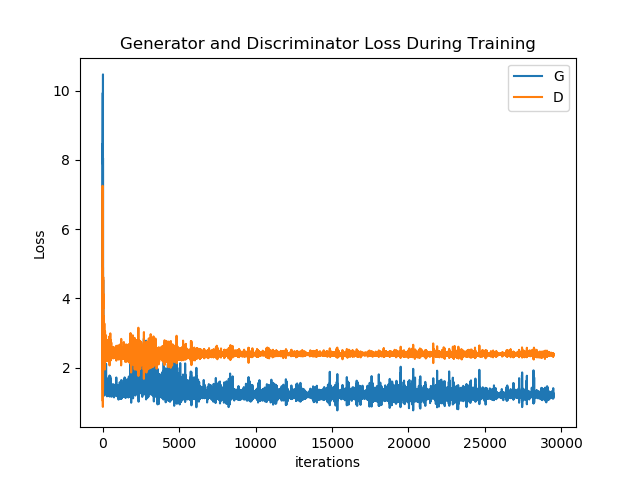 Generator and Discriminator Loss During Training
G
D
10
8
6
4
2
Loss
0
5000
10000
15000
20000
25000
30000
iterations